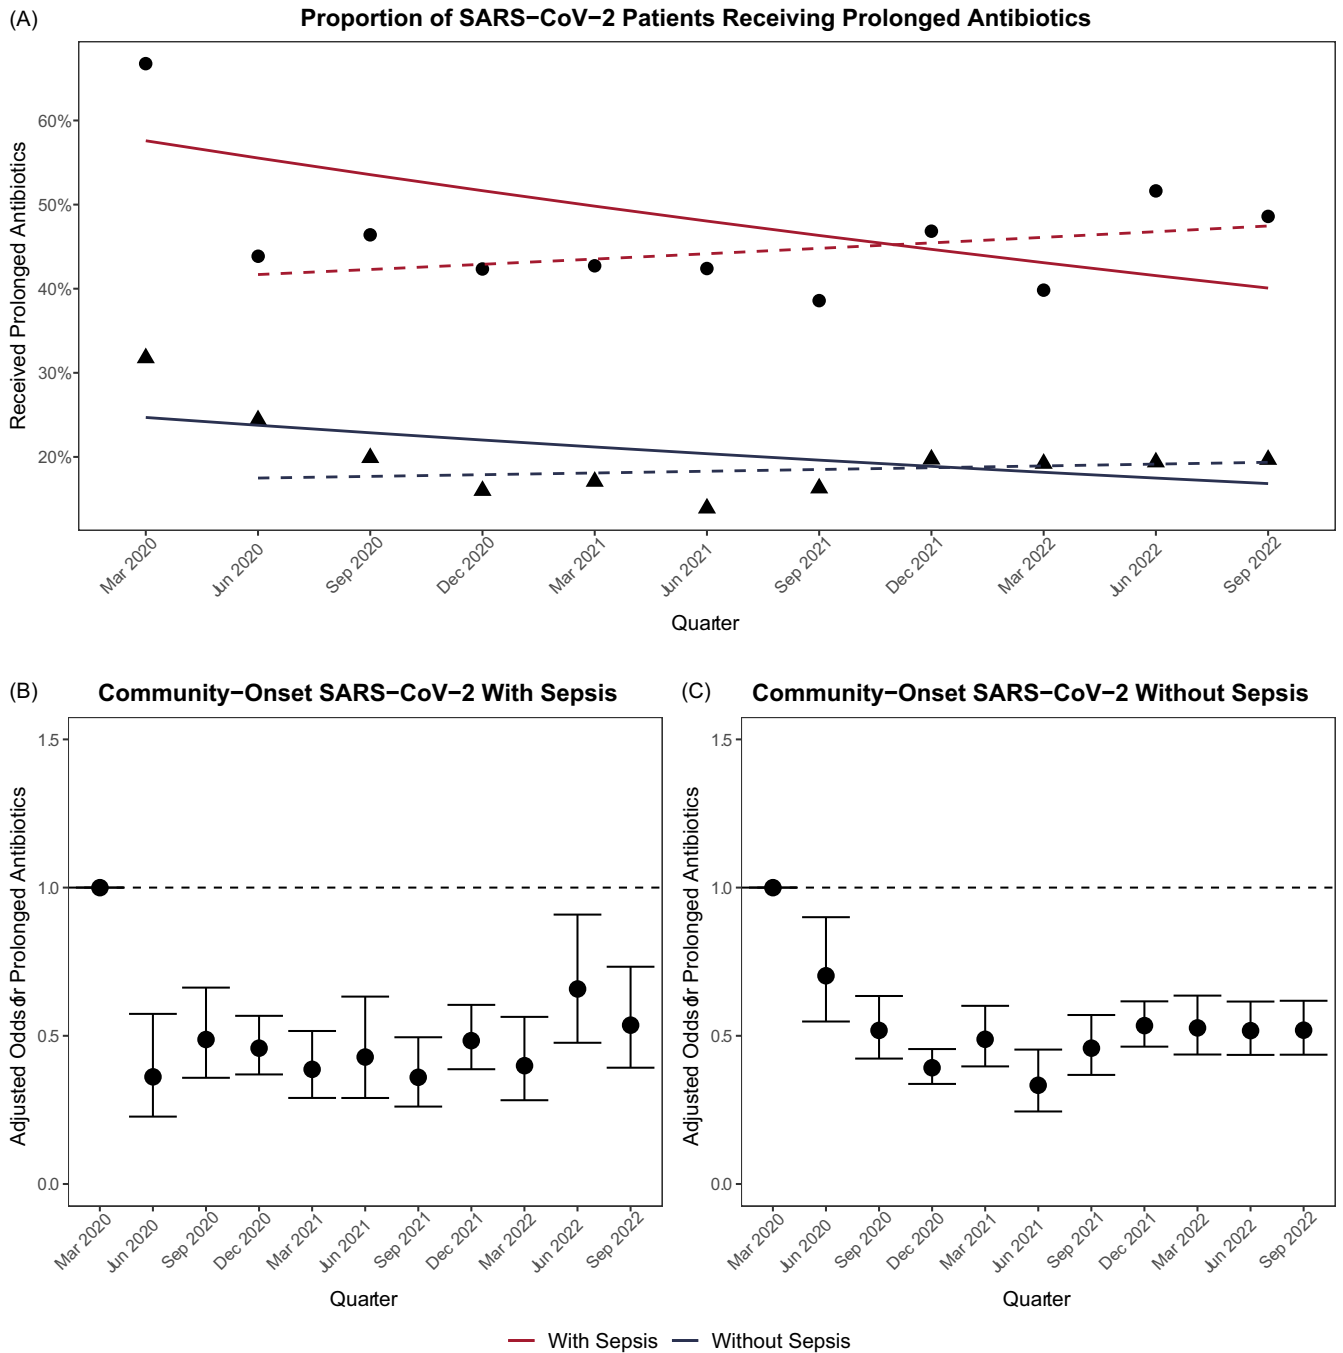 (A)
Proportion of SARS−CoV−2 Patients Receiving Prolonged Antibiotics
Received Prolonged Antibiotics
60%
50%
40%
30%
20%
Mar 2020
Jun 2020
Sep 2020
Dec 2020
Mar 2021
Jun 2021
Sep 2021
Dec 2021
Mar 2022
Jun 2022
Sep 2022
Quarter
(B)
Community−Onset SARS−CoV−2 With Sepsis
Adjusted Odds for Prolonged Antibiotics
1.5
1.0
0.5
0.0
Mar 2020
Jun 2020
Sep 2020
Dec 2020
Mar 2021
Jun 2021
Sep 2021
Dec 2021
Mar 2022
Jun 2022
Sep 2022
Quarter
(C)
Community−Onset SARS−CoV−2 Without Sepsis
Adjusted Odds for Prolonged Antibiotics
1.5
1.0
0.5
0.0
Mar 2020
Jun 2020
Sep 2020
Dec 2020
Mar 2021
Jun 2021
Sep 2021
Dec 2021
Mar 2022
Jun 2022
Sep 2022
Quarter
With Sepsis
Without Sepsis